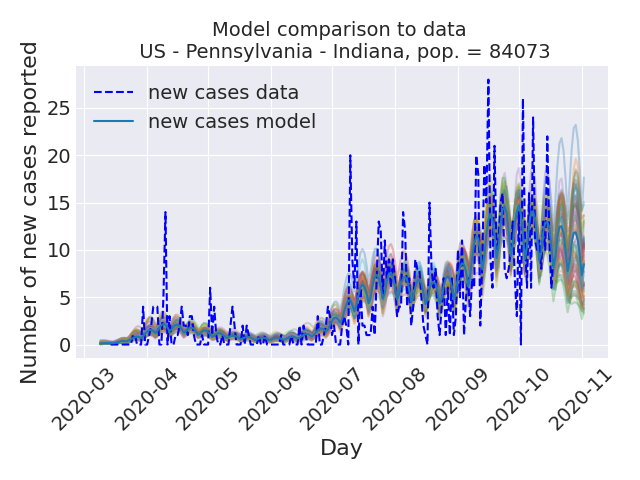 Model comparison to data
US - Pennsylvania - Indiana, pop. = 84073
Number of new cases reported
25
20
15
10
5
0
new cases data
new cases model
2020-03
2020-04
2020-05
2020-06
2020-07
2020-08
2020-09
2020-10
2020-11
Day